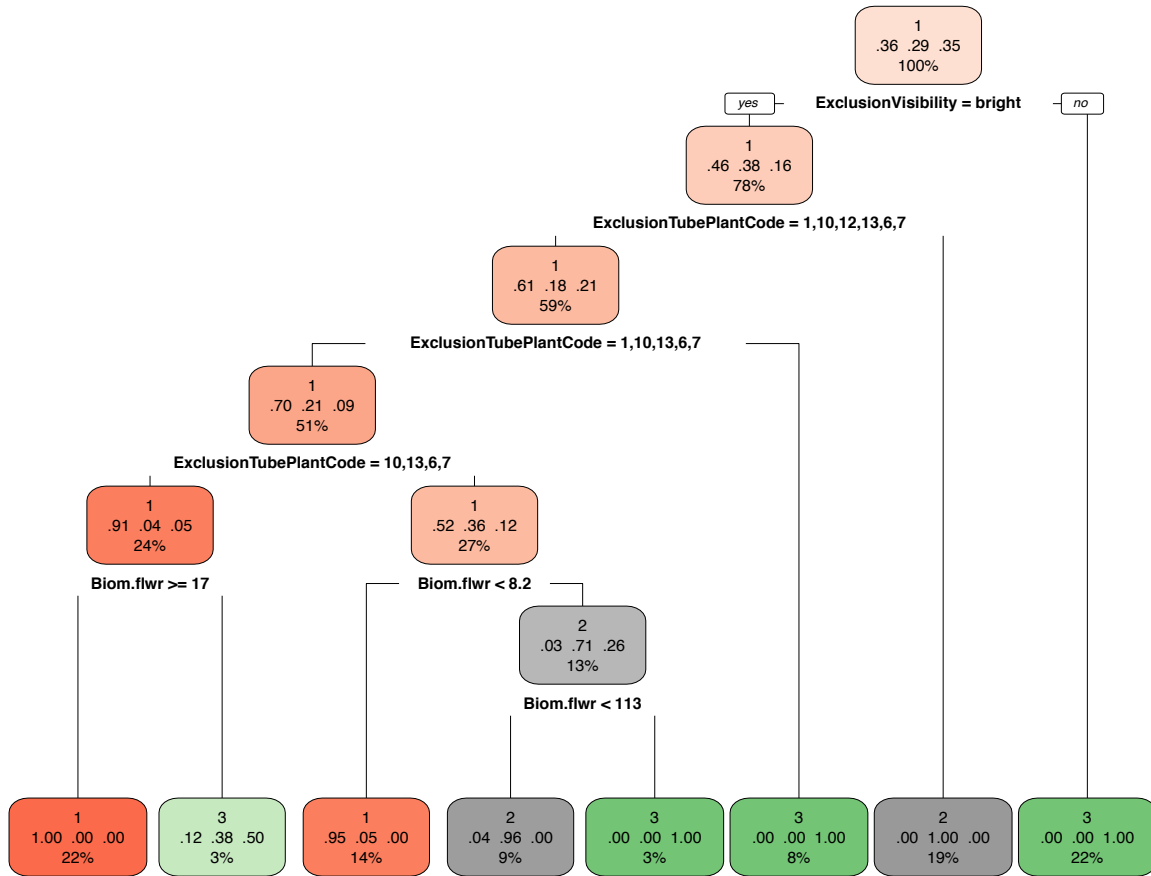 1
.36 .29 .35
100%
yes
ExclusionVisibility = bright
no
1
.46 .38 .16
78%
ExclusionTubePlantCode = 1,10,12,13,6,7
1
.61 .18 .21
59%
ExclusionTubePlantCode = 1,10,13,6,7
1
.70 .21 .09
51%
ExclusionTubePlantCode = 10,13,6,7
1
.91 .04 .05
24%
1
.52 .36 .12
27%
Biom.flwr >= 17
Biom.flwr < 8.2
2
.03 .71 .26
13%
Biom.flwr < 113
1
1.00 .00 .00
22%
3
.12 .38 .50
3%
1
.95 .05 .00
14%
2
.04 .96 .00
9%
3
.00 .00 1.00
3%
3
.00 .00 1.00
8%
2
.00 1.00 .00
19%
3
.00 .00 1.00
22%